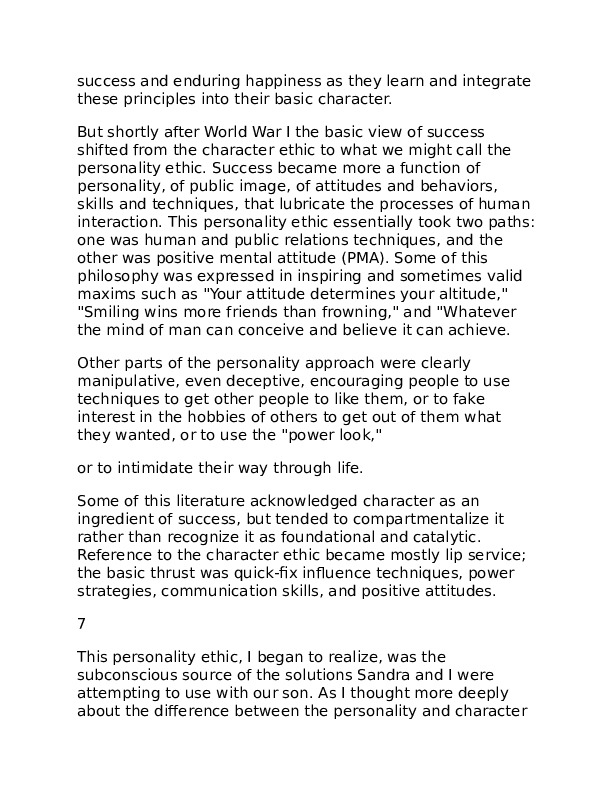 success and enduring happiness as they learn and integrate
these principles into their basic character.
But shortly after World War I the basic view of success
shifted from the character ethic to what we might call the
personality ethic. Success became more a function of
personality, of public image, of attitudes and behaviors,
skills and techniques, that lubricate the processes of human
interaction. This personality ethic essentially took two paths:
one was human and public relations techniques, and the
other was positive mental attitude (PMA). Some of this
philosophy was expressed in inspiring and sometimes valid
maxims such as "Your attitude determines your altitude,"
"Smiling wins more friends than frowning," and "Whatever
the mind of man can conceive and believe it can achieve.
Other parts of the personality approach were clearly
manipulative, even deceptive, encouraging people to use
techniques to get other people to like them, or to fake
interest in the hobbies of others to get out of them what
they wanted, or to use the "power look,"
or to intimidate their way through life.
Some of this literature acknowledged character as an
ingredient of success, but tended to compartmentalize it
rather than recognize it as foundational and catalytic.
Reference to the character ethic became mostly lip service;
the basic thrust was quick-fix influence techniques, power
strategies, communication skills, and positive attitudes.
7
This personality ethic, I began to realize, was the
subconscious source of the solutions Sandra and I were
attempting to use with our son. As I thought more deeply
about the difference between the personality and character